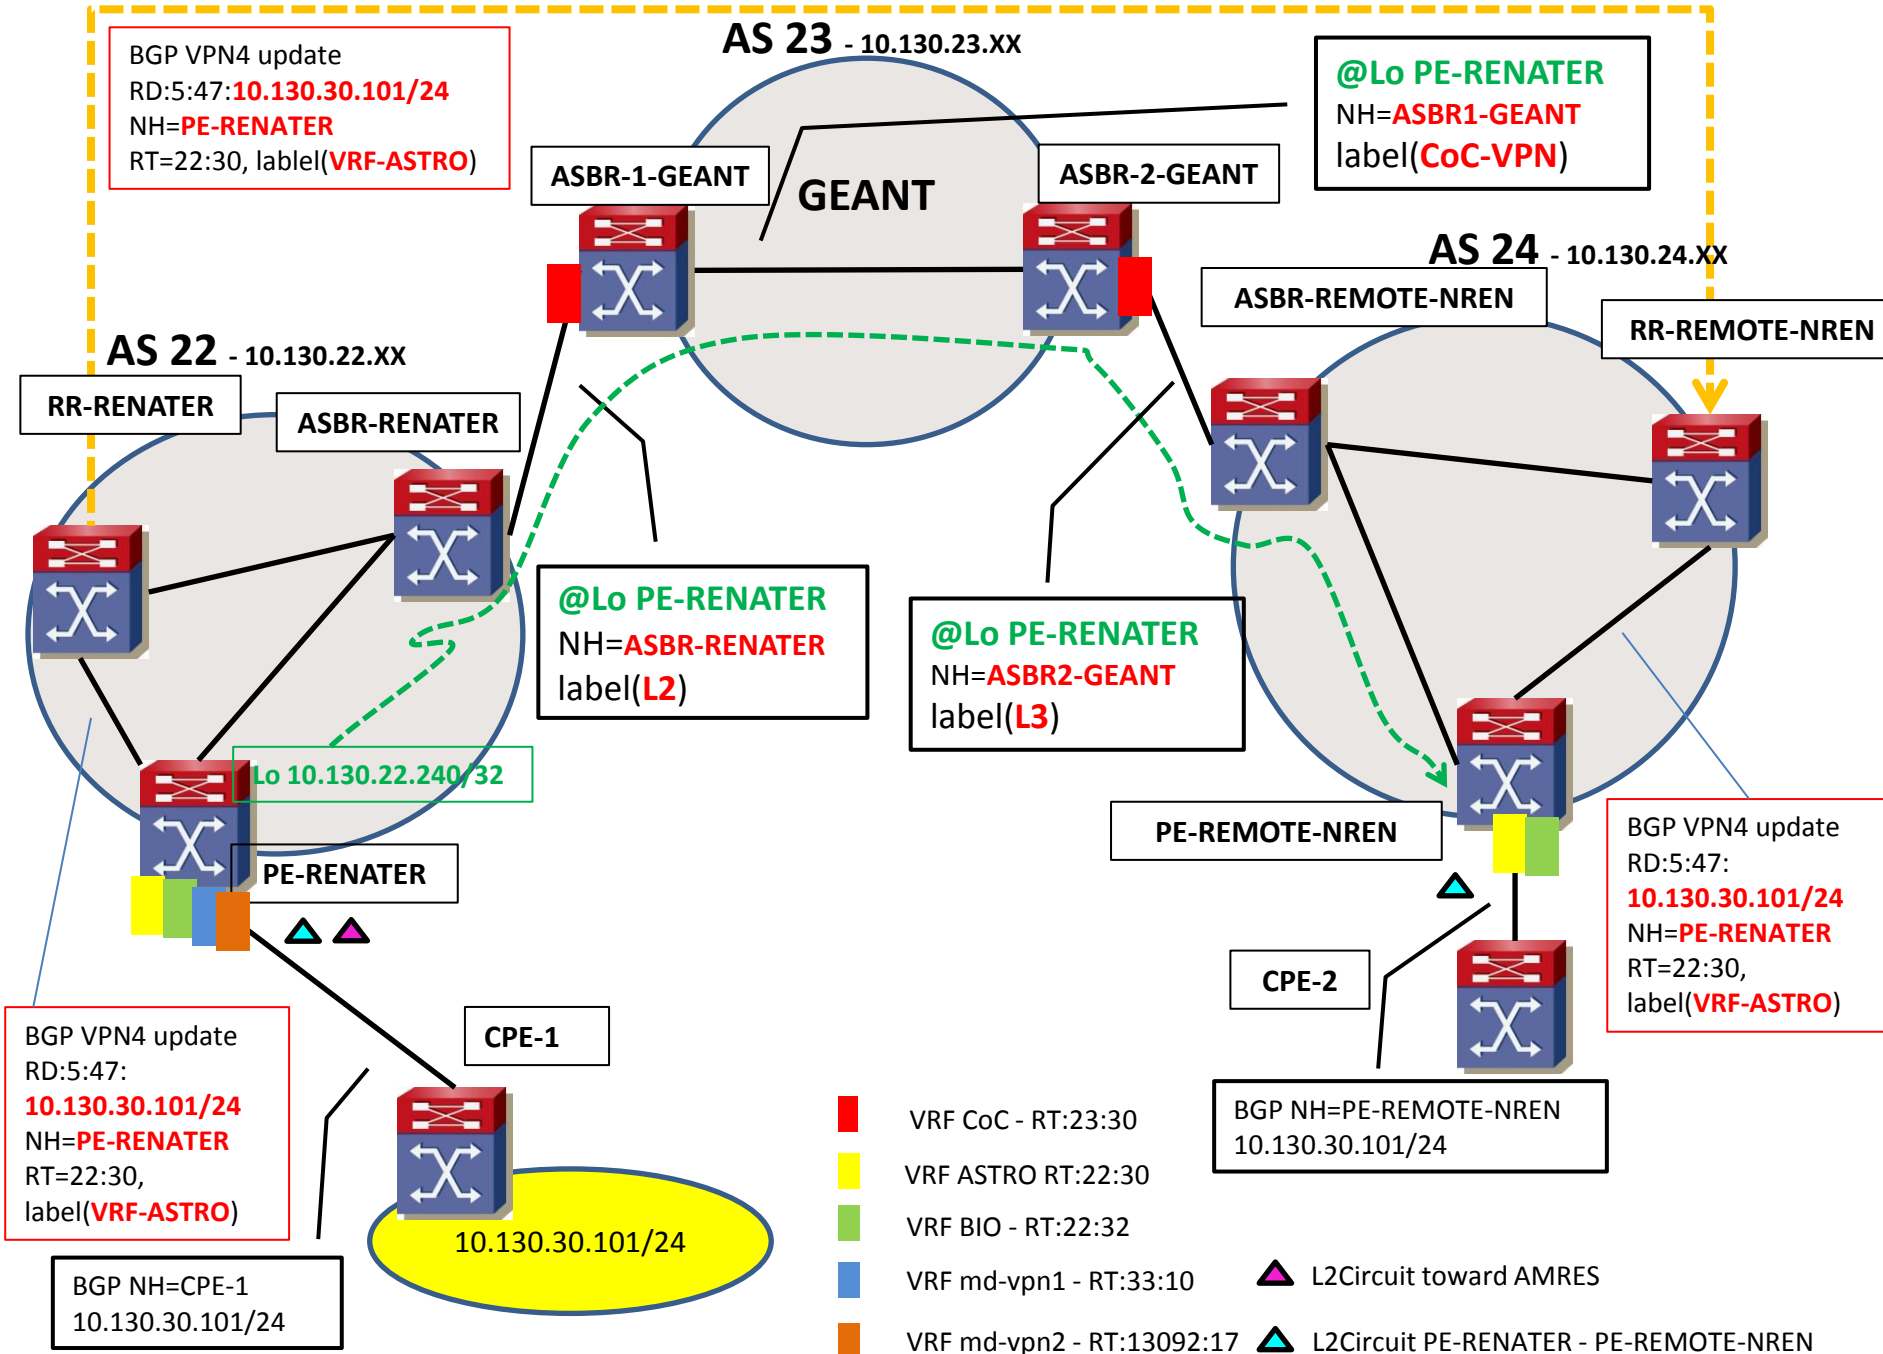 BGP VPN4 update
RD:5:47:10.130.30.101/24
NH=PE-RENATER
RT=22:30, lablel(VRF-ASTRO)
AS 23 - 10.130.23.XX
@Lo PE-RENATER
NH=ASBR1-GEANT
label(CoC-VPN)
ASBR-1-GEANT
GEANT
ASBR-2-GEANT
AS 24 - 10.130.24.XX
ASBR-REMOTE-NREN
RR-REMOTE-NREN
AS 22 - 10.130.22.XX
RR-RENATER
ASBR-RENATER
@Lo PE-RENATER
NH=ASBR-RENATER
label(L2)
@Lo PE-RENATER
NH=ASBR2-GEANT
label(L3)
Lo 10.130.22.240/32
PE-RENATER
PE-REMOTE-NREN
BGP VPN4 update
RD:5:47:
10.130.30.101/24
NH=PE-RENATER
RT=22:30,
label(VRF-ASTRO)
CPE-2
BGP VPN4 update
RD:5:47:
10.130.30.101/24
NH=PE-RENATER
RT=22:30,
label(VRF-ASTRO)
CPE-1
BGP NH=PE-REMOTE-NREN
10.130.30.101/24
10.130.30.101/24
BGP NH=CPE-1
10.130.30.101/24
VRF CoC - RT:23:30
VRF ASTRO RT:22:30
VRF BIO - RT:22:32
VRF md-vpn1 - RT:33:10
VRF md-vpn2 - RT:13092:17
L2Circuit toward AMRES
L2Circuit PE-RENATER - PE-REMOTE-NREN